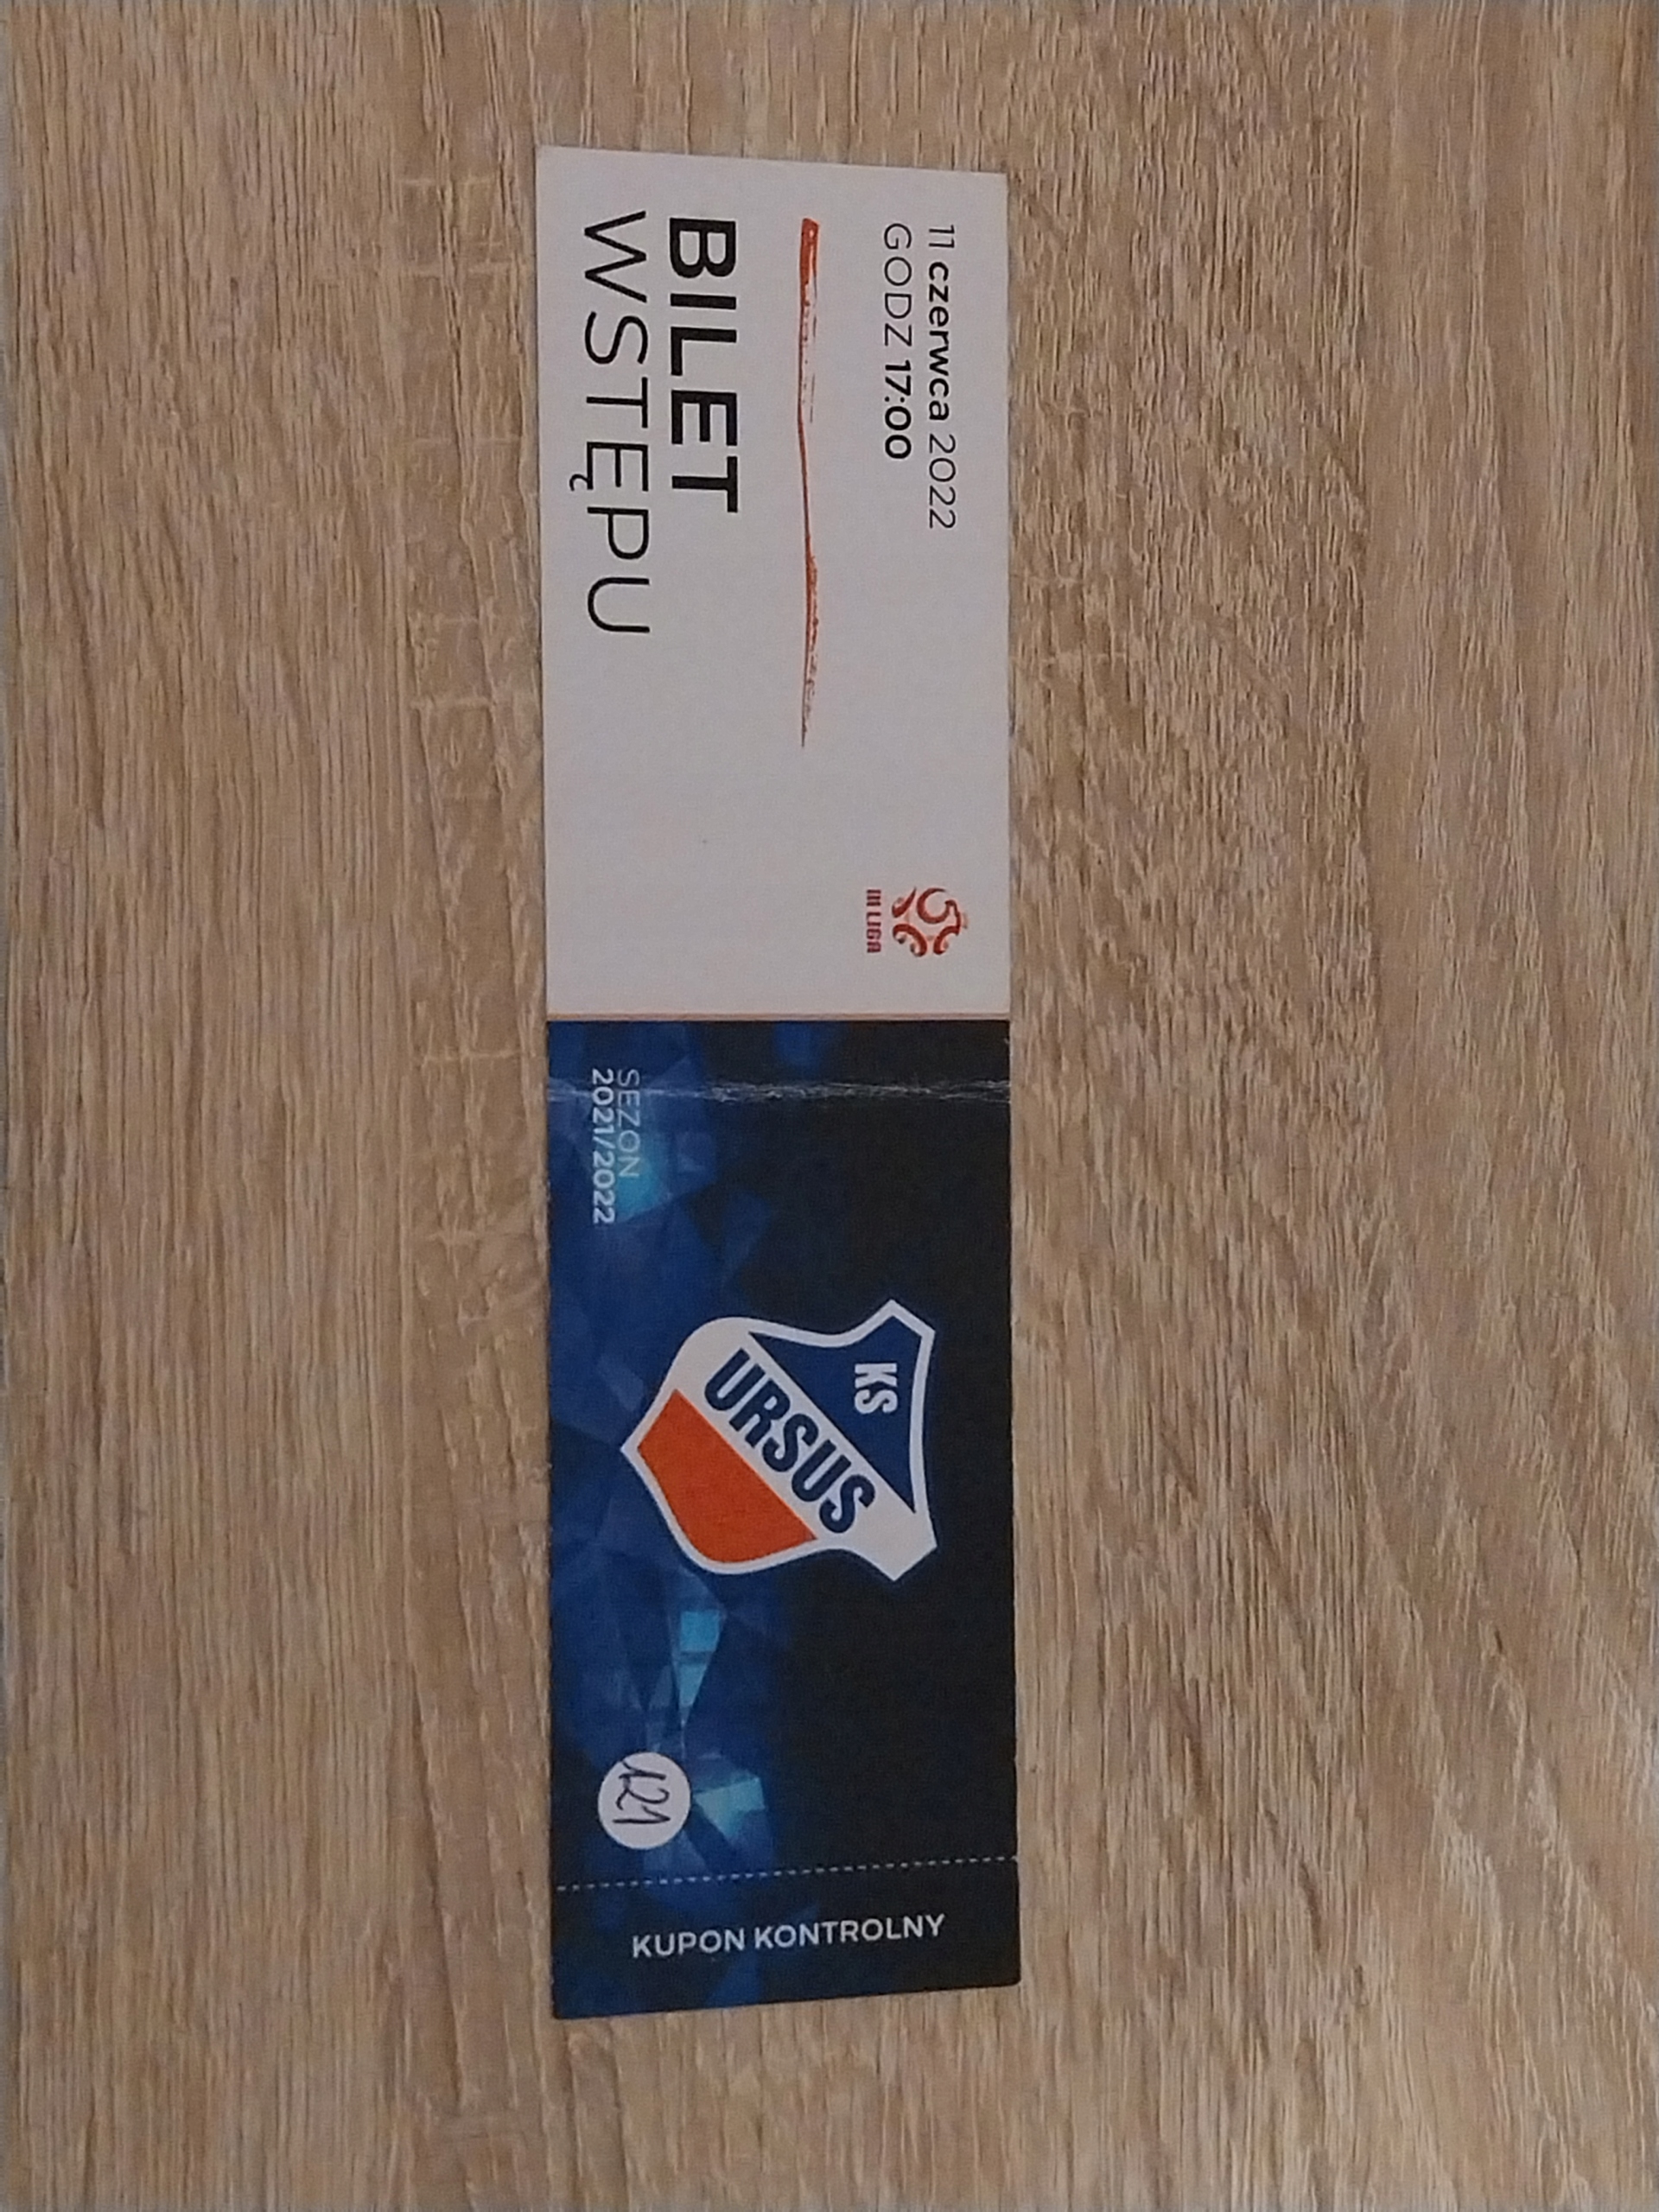 11 czerwca 2022
GODZ 17:00
III LIGA
BILET
WSTĘPU
KS
URSUS
SEZON
2021/2022
121
KUPON KONTROLNY